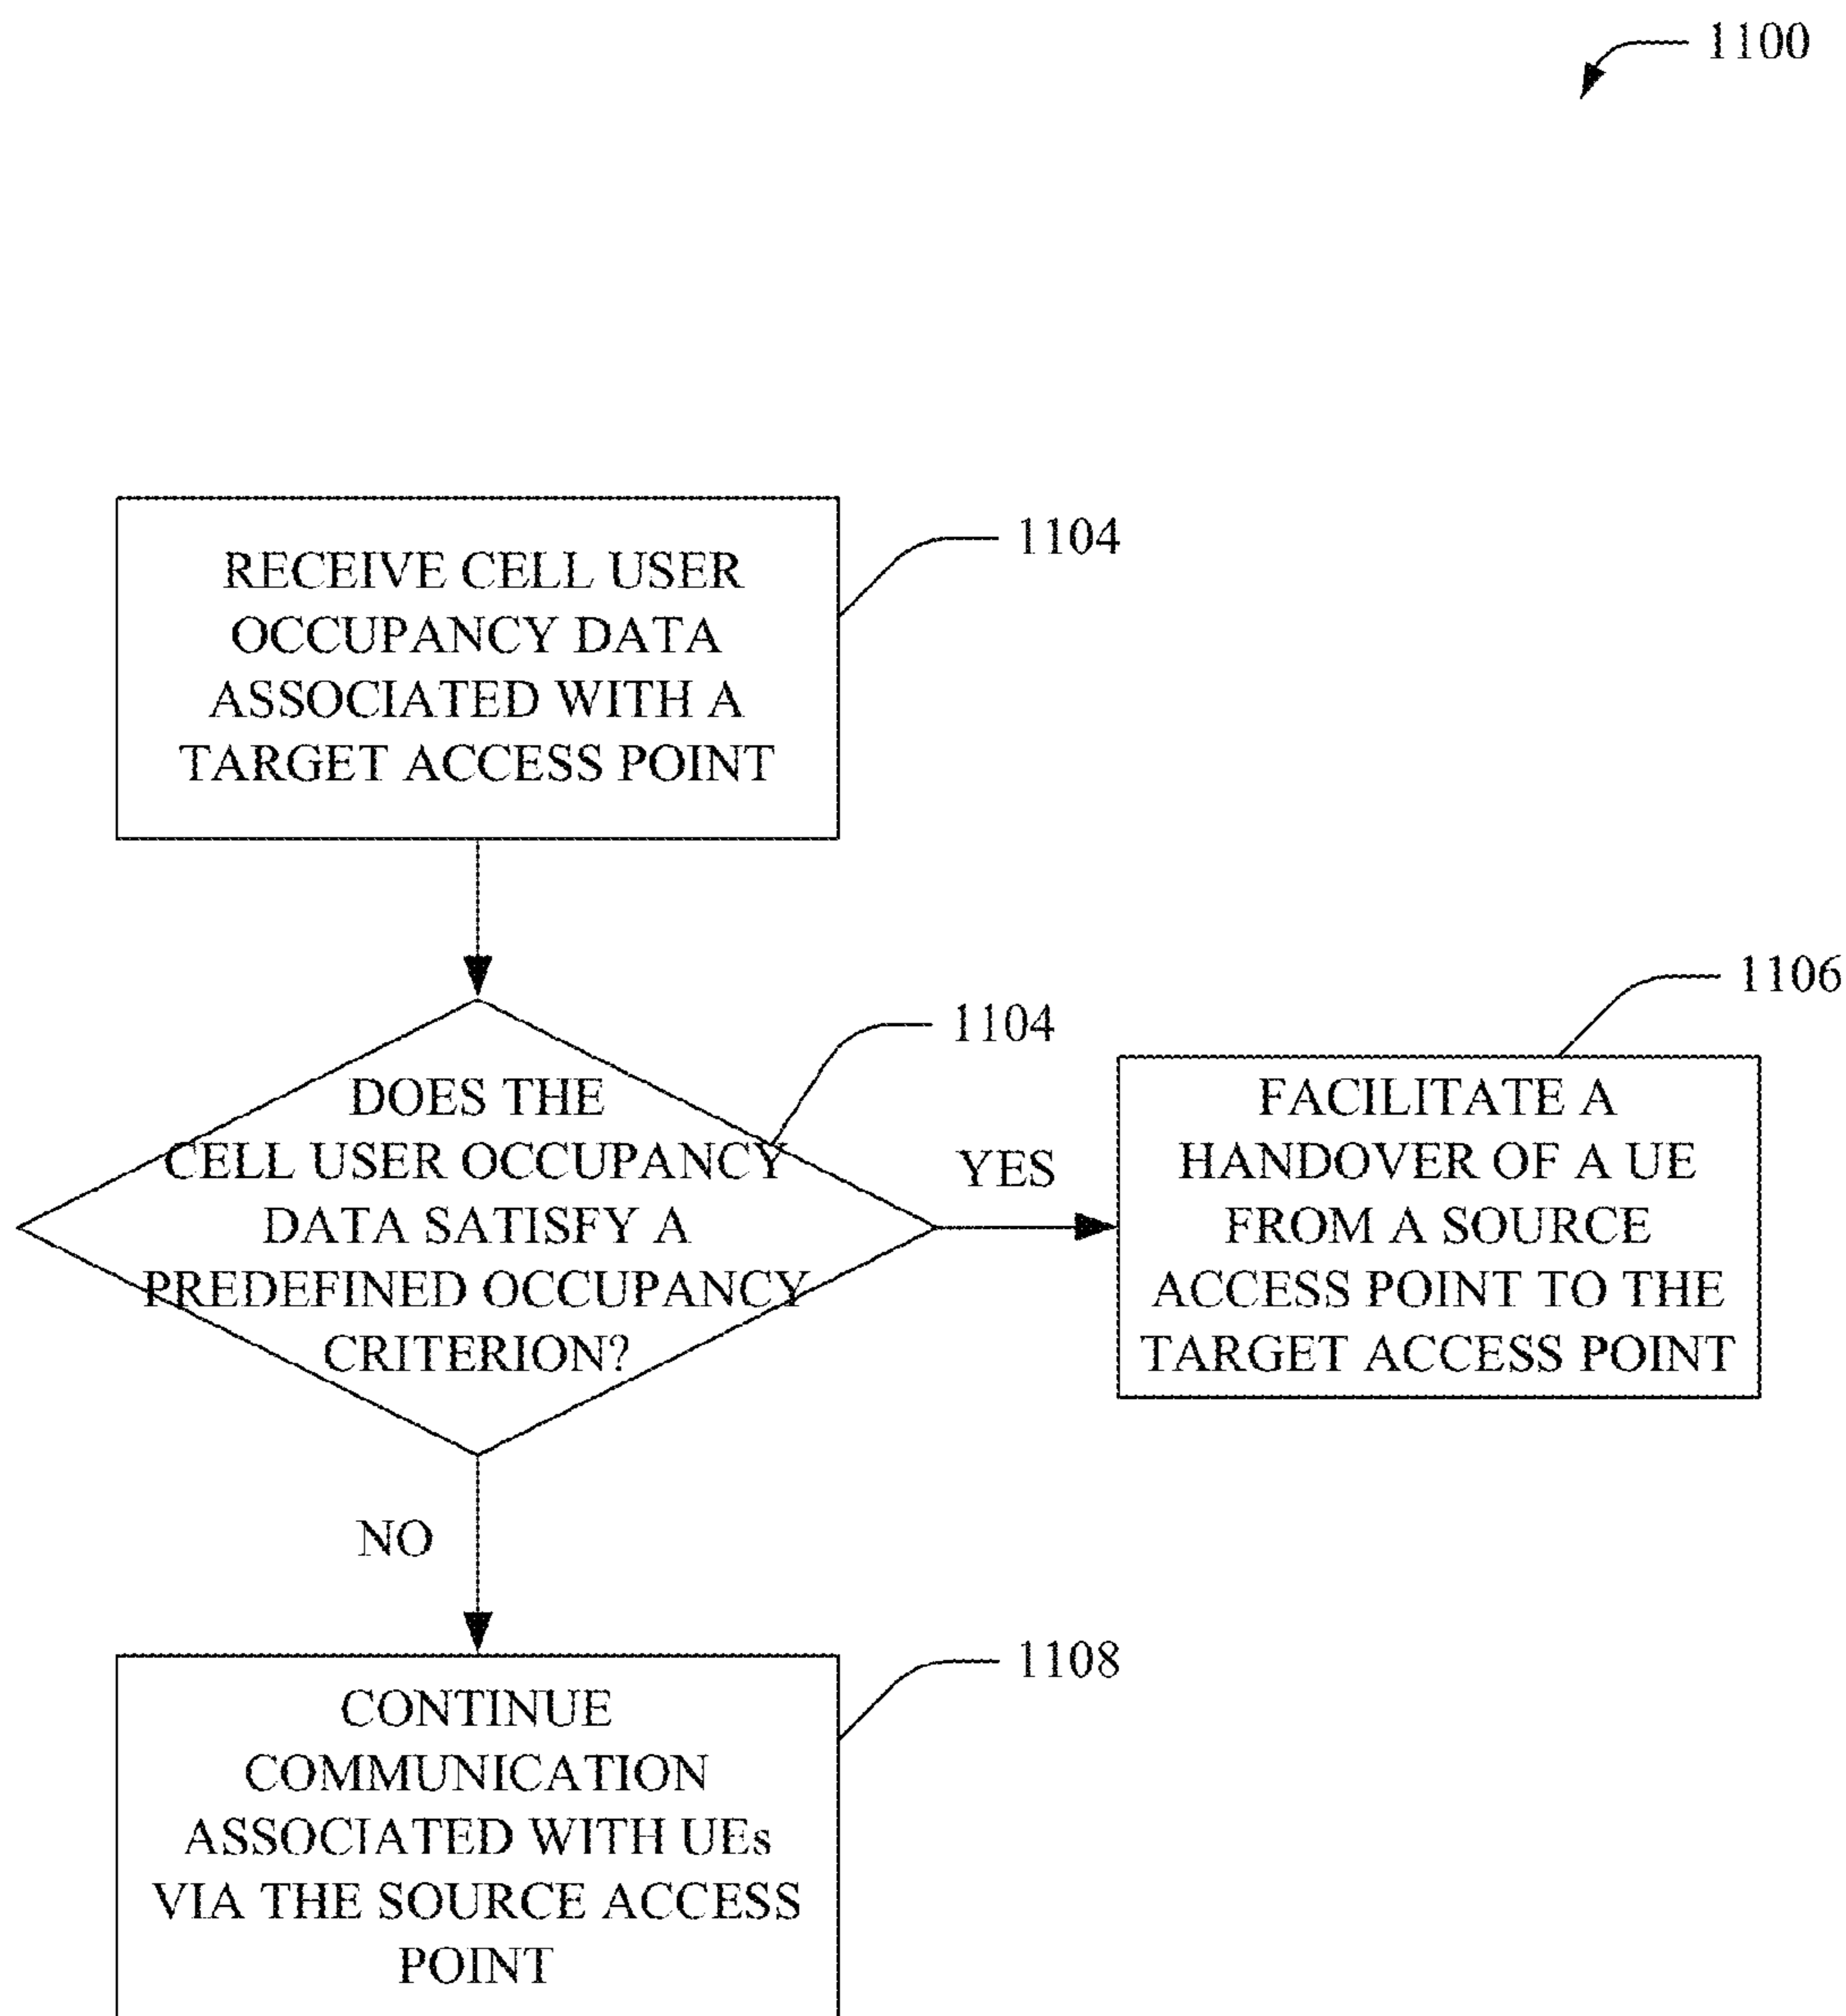 1100
RECEIVE CELL USER
OCCUPANCY DATA
ASSOCIATED WITH A
TARGET ACCESS POINT
1104
DOES THE
CELL USER OCCUPANCY
DATA SATISFY A
PREDEFINED OCCUPANCY
CRITERION?
1104
YES
FACILITATE A
HANDOVER OF A UE
FROM A SOURCE
ACCESS POINT TO THE
TARGET ACCESS POINT
1106
NO
CONTINUE
COMMUNICATION
ASSOCIATED WITH UEs
VIA THE SOURCE ACCESS
POINT
1108